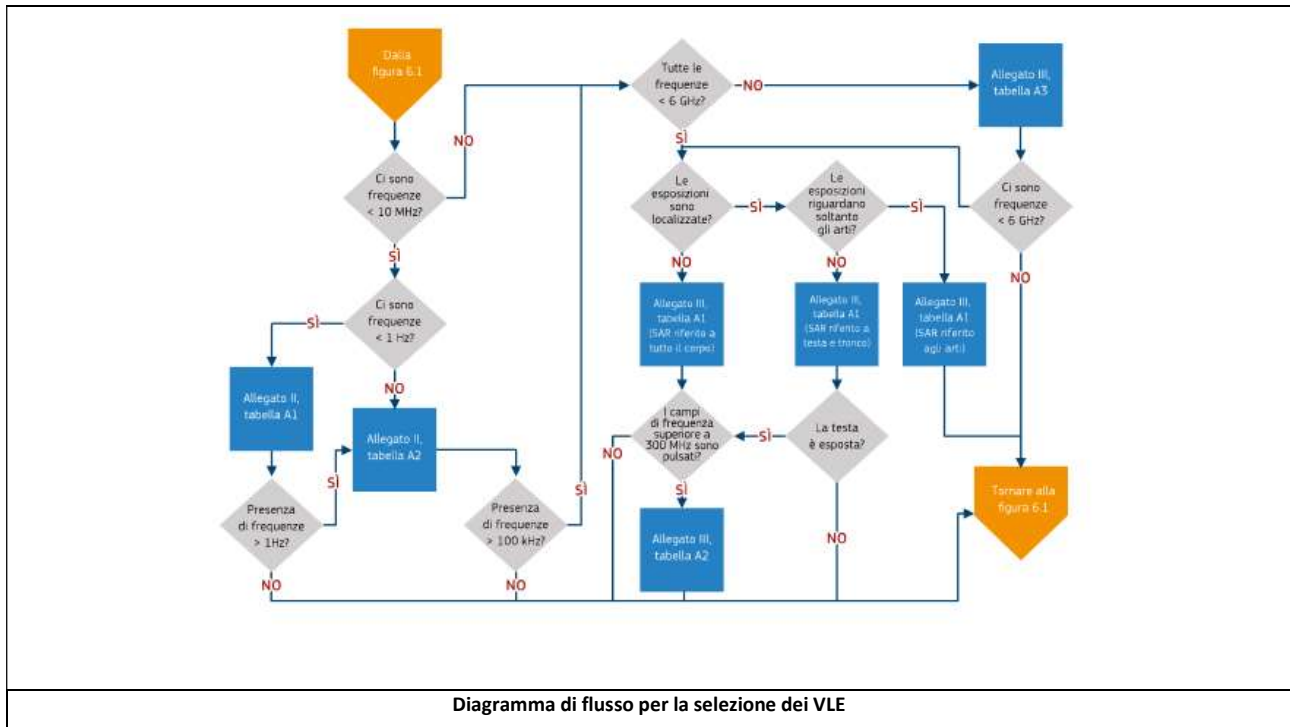 Dalla
figura 6.1
Ci sono
frequenze
< 10 MHz?
NO
SÌ
Ci sono
frequenze
< 1 Hz?
SÌ
NO
Allegato II,
tabella A1
Allegato II,
tabella A2
SÌ
Presenza
di frequenze
> 1Hz?
NO
Presenza
di frequenze
> 100 kHz?
SÌ
NO
Tutte le
frequenze
< 6 GHz?
NO
SÌ
Allegato III,
tabella A3
Ci sono
frequenze
< 6 GHz?
NO
Le
esposizioni
sono
localizzate?
SÌ
NO
Le
esposizioni
riguardano
soltanto
gli arti?
SÌ
NO
Allegato III,
tabella A1
(SAR riferito a
tutto il corpo)
Allegato III,
tabella A1
(SAR riferito a
testa e tronco)
Allegato III,
tabella A1
(SAR riferito
agli arti)
I campi
di frequenza
superiore a
300 MHz sono
pulsati?
NO
SÌ
La testa
è esposta?
SÌ
NO
Allegato III,
tabella A2
Tornare alla
figura 6.1
Diagramma di flusso per la selezione dei VLE